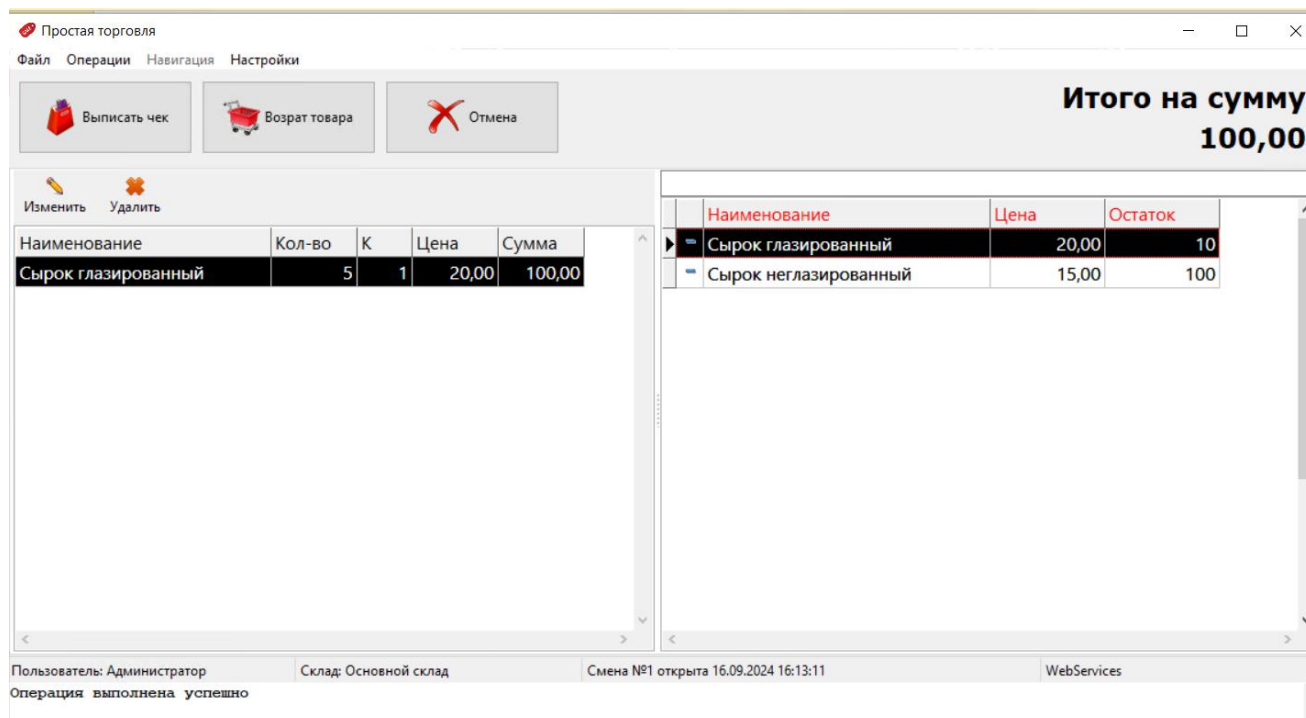 Простая торговля
Файл Операции Навигация Настройки
Выписать чек Возрат товара Отмена
Итого на сумму
100,00
Изменить Удалить
Наименование Кол-во К Цена Сумма
Сырок глазированный 5 1 20,00 100,00
Наименование Цена Остаток
Сырок глазированный 20,00 10
Сырок неглазированный 15,00 100
Пользователь: Администратор Склад: Основной склад Смена №1 открыта 16.09.2024 16:13:11 WebServices
Операция выполнена успешно